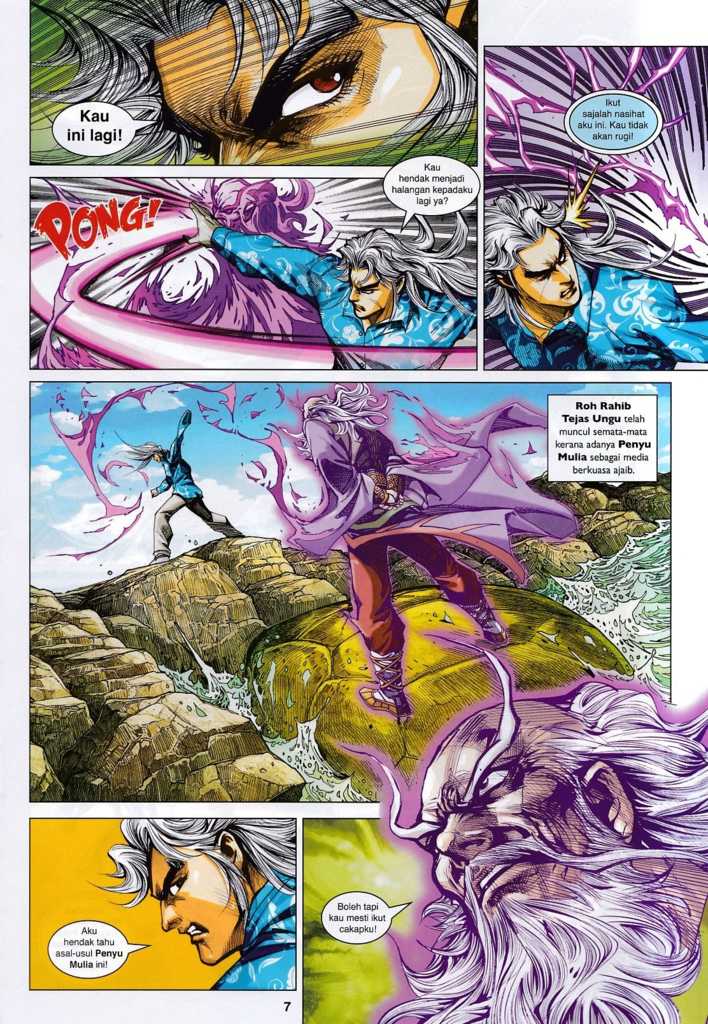 Kau
ini lagi!
Ikut
sajalah nasihat
aku ini. Kau tidak
akan rugi!
Kau
hendak menjadi
halangan kepadaku
lagi ya?
PONG!
Roh Rahib
Tejas Ungu telah
muncul semata-mata
kerana adanya Penyu
Mulia sebagai media
berkuasa ajaib.
Aku
hendak tahu
asal-usul Penyu
Mulia ini!
Boleh tapi
kau mesti ikut
cakapku!
7